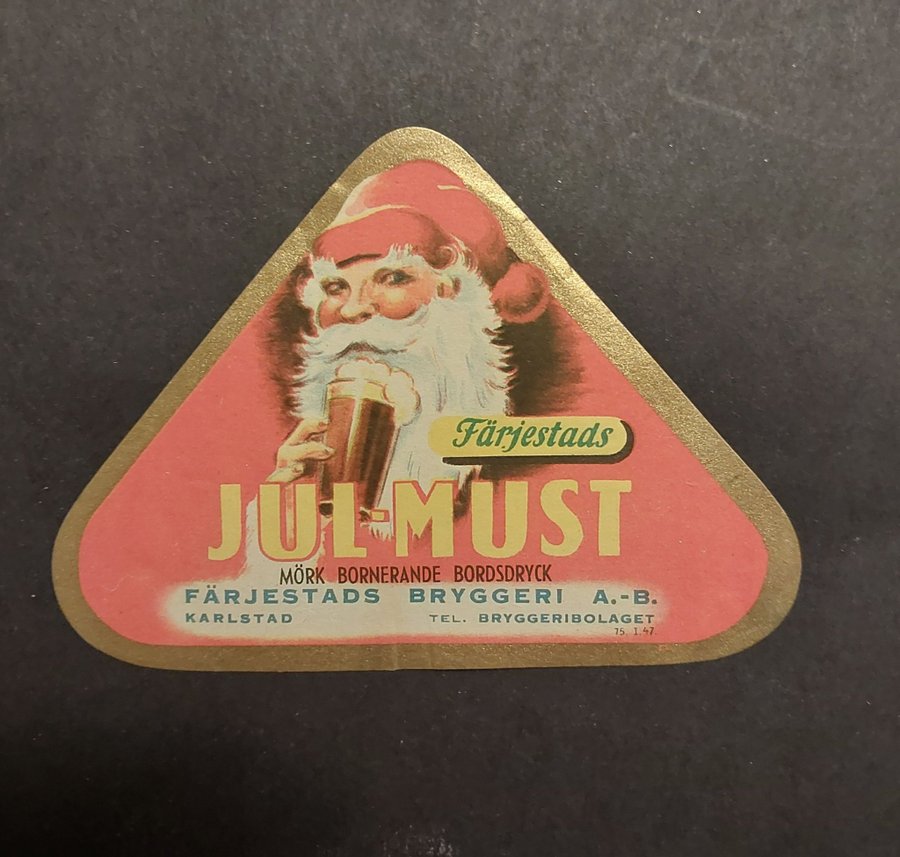 Färjestads
JUL-MUST
MÖRK BORNERANDE BORDSDRYCK
FÄRJESTADS BRYGGERI A.-B.
KARLSTAD TEL. BRYGGERIBOLAGET
75. 1.47.